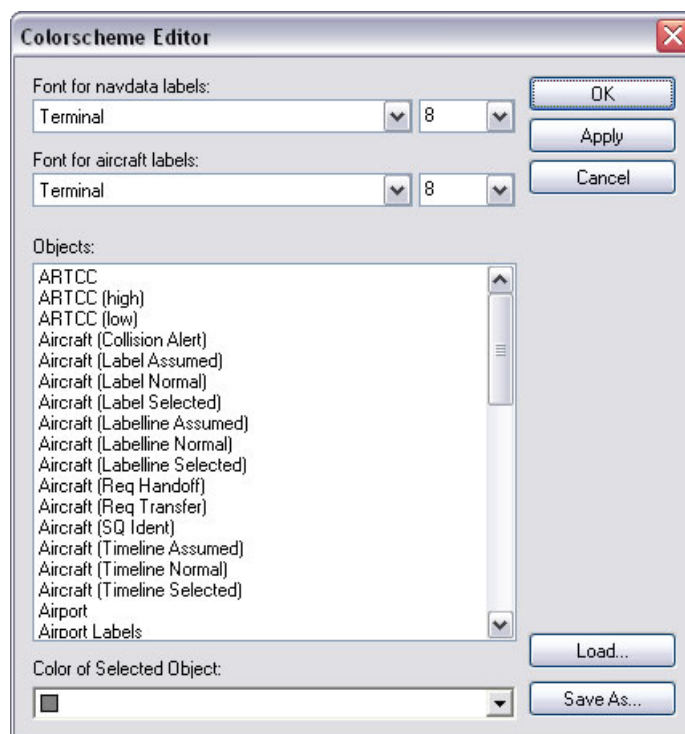 Colorscheme Editor
Font for navdata labels:
Terminal 8
OK
Apply
Font for aircraft labels:
Terminal 8
Cancel
Objects:
ARTCC
ARTCC (high)
ARTCC (low)
Aircraft (Collision Alert)
Aircraft (Label Assumed)
Aircraft (Label Normal)
Aircraft (Label Selected)
Aircraft (Labelline Assumed)
Aircraft (Labelline Normal)
Aircraft (Labelline Selected)
Aircraft (Req Handoff)
Aircraft (Req Transfer)
Aircraft (SQ Ident)
Aircraft (Timeline Assumed)
Aircraft (Timeline Normal)
Aircraft (Timeline Selected)
Airport
Airport Labels
Load...
Color of Selected Object:
Save As...